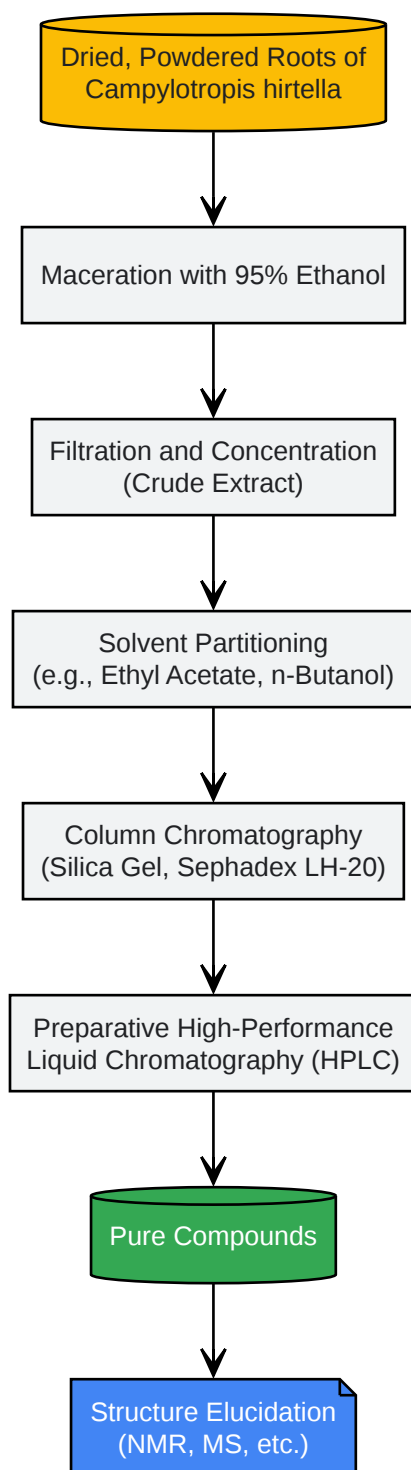 Dried, Powdered Roots of
Campylotropis hirtella
Maceration with 95% Ethanol
Filtration and Concentration
(Crude Extract)
Solvent Partitioning
(e.g., Ethyl Acetate, n-Butanol)
Column Chromatography
(Silica Gel, Sephadex LH-20)
Preparative High-Performance
Liquid Chromatography (HPLC)
Pure Compounds
Structure Elucidation
(NMR, MS, etc.)